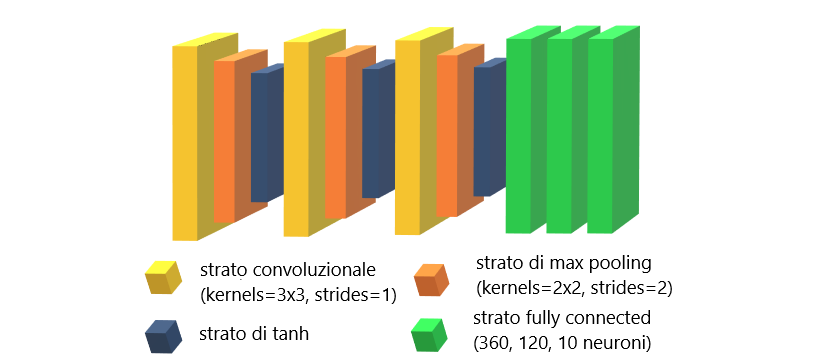 strato convoluzionale
(kernels=3x3, strides=1)
strato di max pooling
(kernels=2x2, strides=2)
strato di tanh
strato fully connected
(360, 120, 10 neuroni)